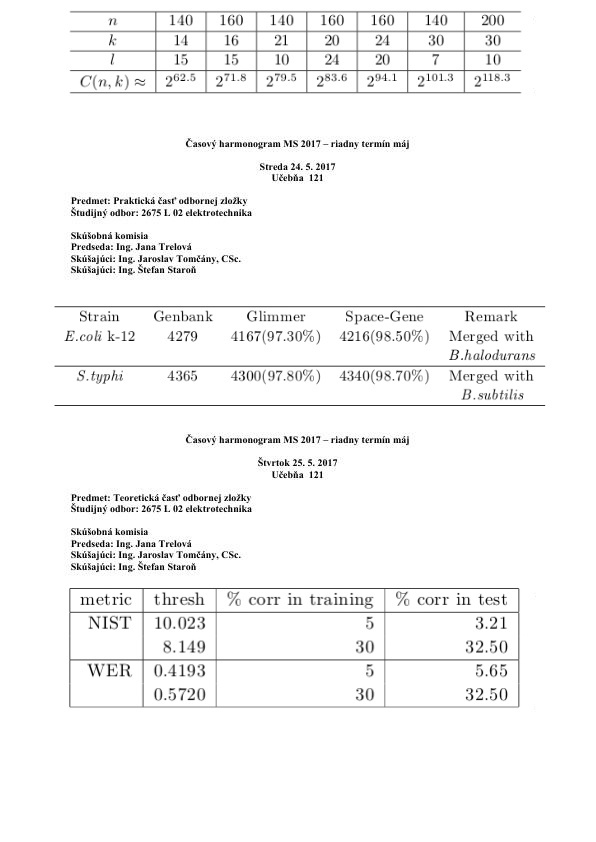 n 140 160 140 160 160 140 200
k 14 16 21 20 24 30 30
l 15 15 10 24 20 7 10
C(n, k) ≈ 2^62.5 2^71.8 2^79.5 2^83.6 2^94.1 2^101.3 2^118.3
Časový harmonogram MS 2017 – riadny termín máj
Streda 24. 5. 2017
Učebňa 121
Predmet: Praktická časť odbornej zložky
Študijný odbor: 2675 L 02 elektrotechnika
Skúšobná komisia
Predseda: Ing. Jana Trelová
Skúšajúci: Ing. Jaroslav Tomčány, CSc.
Skúšajúci: Ing. Štefan Staroň
Strain Genbank Glimmer Space-Gene Remark
E.coli k-12 4279 4167(97.30%) 4216(98.50%) Merged with
B.halodurans
S.typhi 4365 4300(97.80%) 4340(98.70%) Merged with
B.subtilis
Časový harmonogram MS 2017 – riadny termín máj
Štvrtok 25. 5. 2017
Učebňa 121
Predmet: Teoretická časť odbornej zložky
Študijný odbor: 2675 L 02 elektrotechnika
Skúšobná komisia
Predseda: Ing. Jana Trelová
Skúšajúci: Ing. Jaroslav Tomčány, CSc.
Skúšajúci: Ing. Štefan Staroň
metric thresh % corr in training % corr in test
NIST 10.023 5 3.21
8.149 30 32.50
WER 0.4193 5 5.65
0.5720 30 32.50